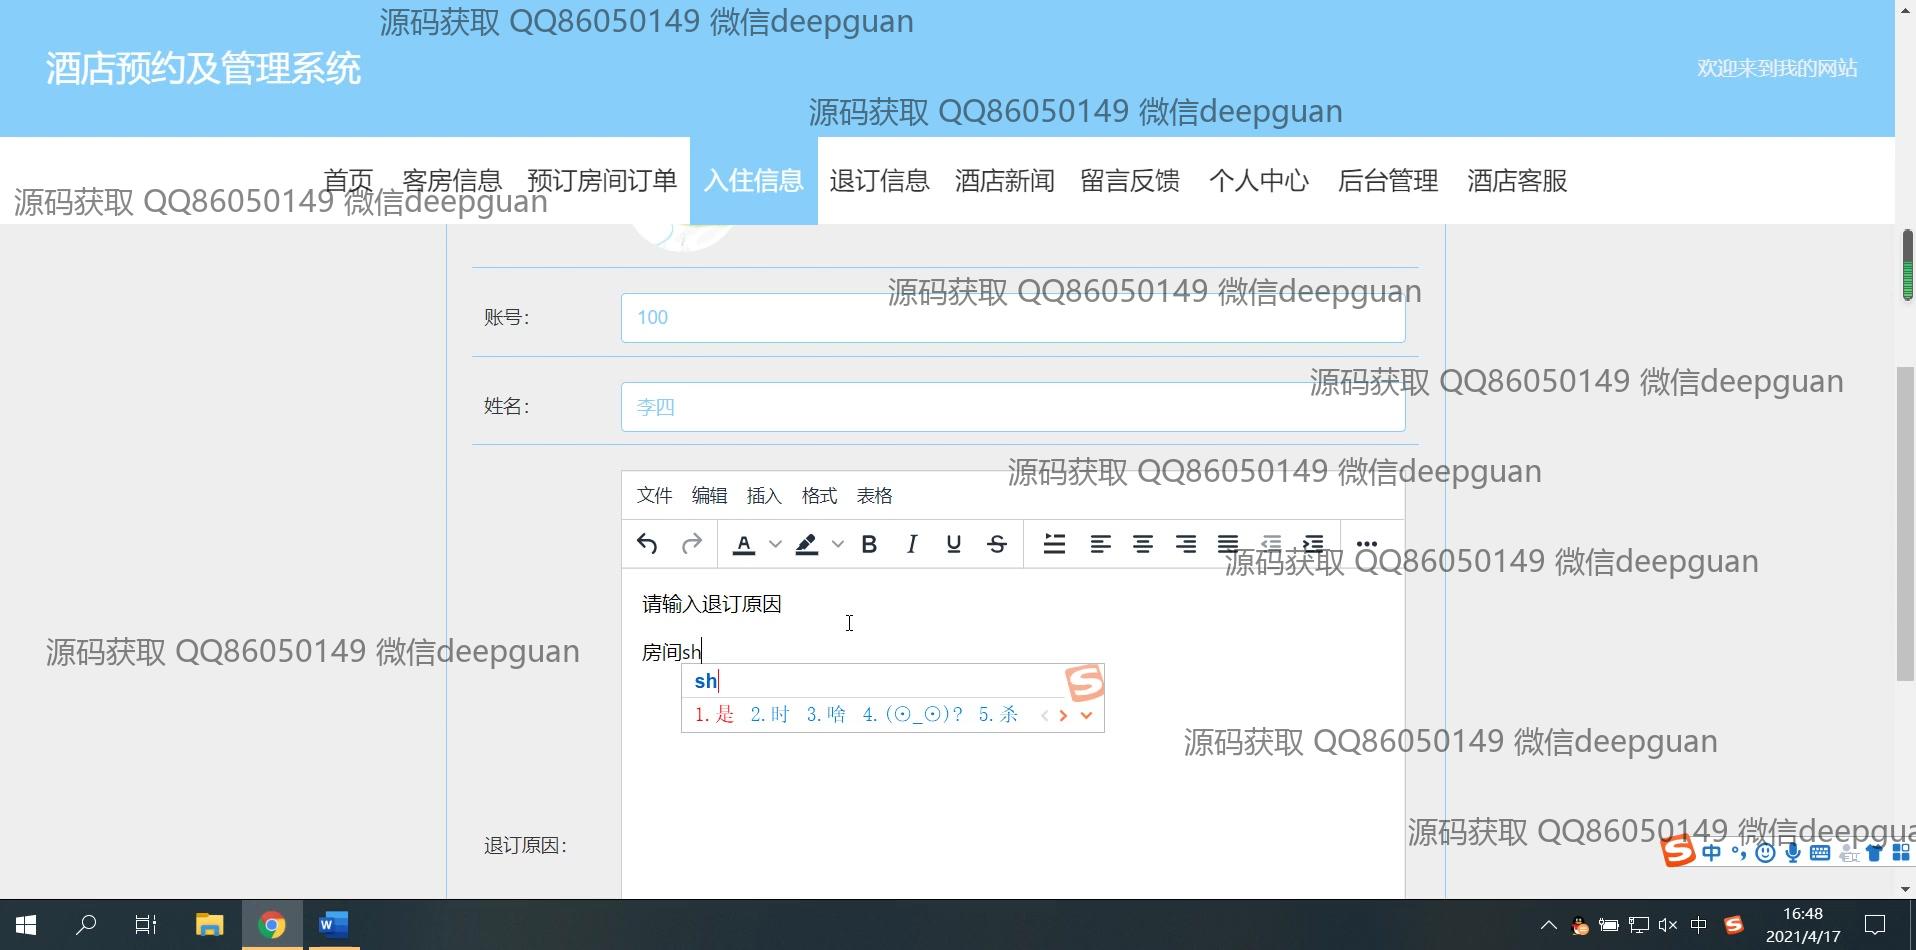 源码获取 QQ86050149 微信deepguan
酒店预约及管理系统
欢迎来到我的网站
源码获取 QQ86050149 微信deepguan
首页 客房信息 预订房间订单 入住信息 退订信息 酒店新闻 留言反馈 个人中心 后台管理 酒店客服
源码获取 QQ86050149 微信deepguan
源码获取 QQ86050149 微信deepguan
账号: 100
源码获取 QQ86050149 微信deepguan
姓名: 李四
源码获取 QQ86050149 微信deepguan
文件 编辑 插入 格式 表格
源码获取 QQ86050149 微信deepguan
请输入退订原因
房间sh
源码获取 QQ86050149 微信deepguan
sh
1.是 2.时 3.啥 4.(⊙_⊙)? 5.杀
源码获取 QQ86050149 微信deepguan
源码获取 QQ86050149 微信deepgua
退订原因:
中
中
16:48
2021/4/17